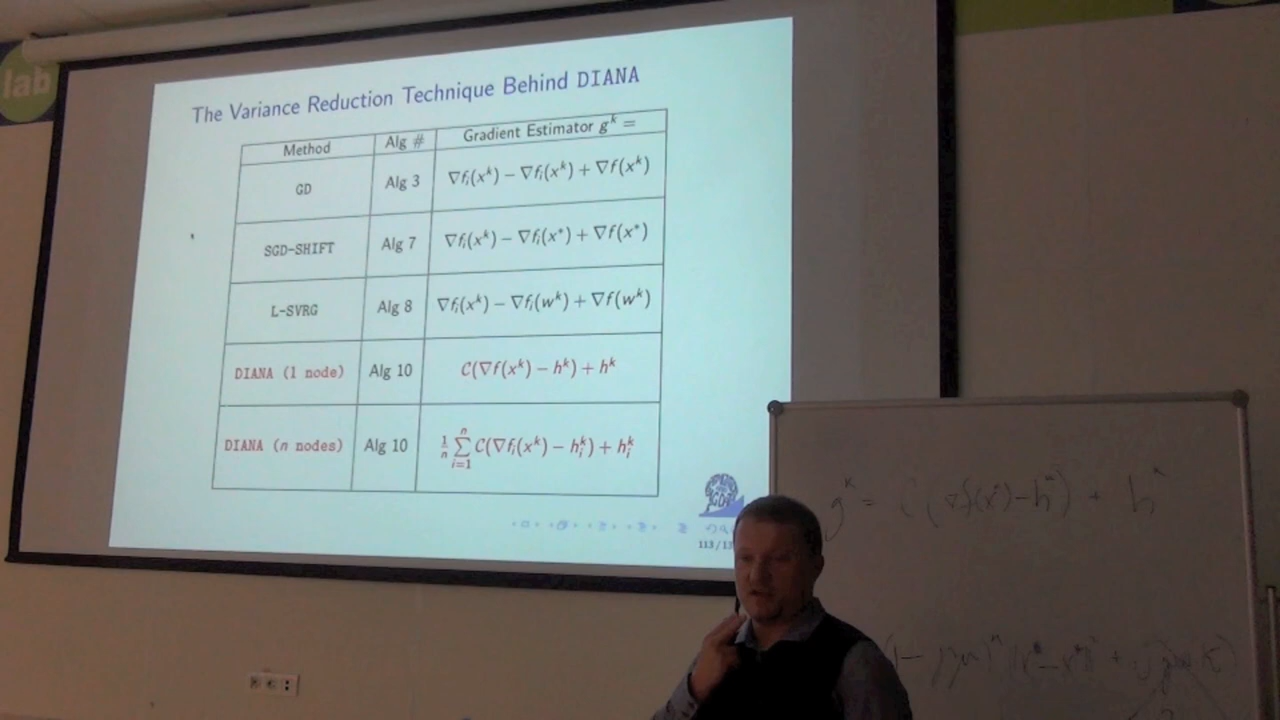 lab
The Variance Reduction Technique Behind DIANA
Method Alg # Gradient Estimator g^k =
GD Alg 3 ∇f_i(x^k) − ∇f_i(x^k) + ∇f(x^k)
SGD-SHIFT Alg 7 ∇f_i(x^k) − ∇f_i(x*) + ∇f(x*)
L-SVRG Alg 8 ∇f_i(x^k) − ∇f_i(w^k) + ∇f(w^k)
DIANA (1 node) Alg 10 C(∇f(x^k) − h^k) + h^k
DIANA (n nodes) Alg 10 1/n ∑_{i=1}^n C(∇f_i(x^k) − h_i^k) + h_i^k
113/13
g^k = C(∇f(x^k) − h^k) + h^k